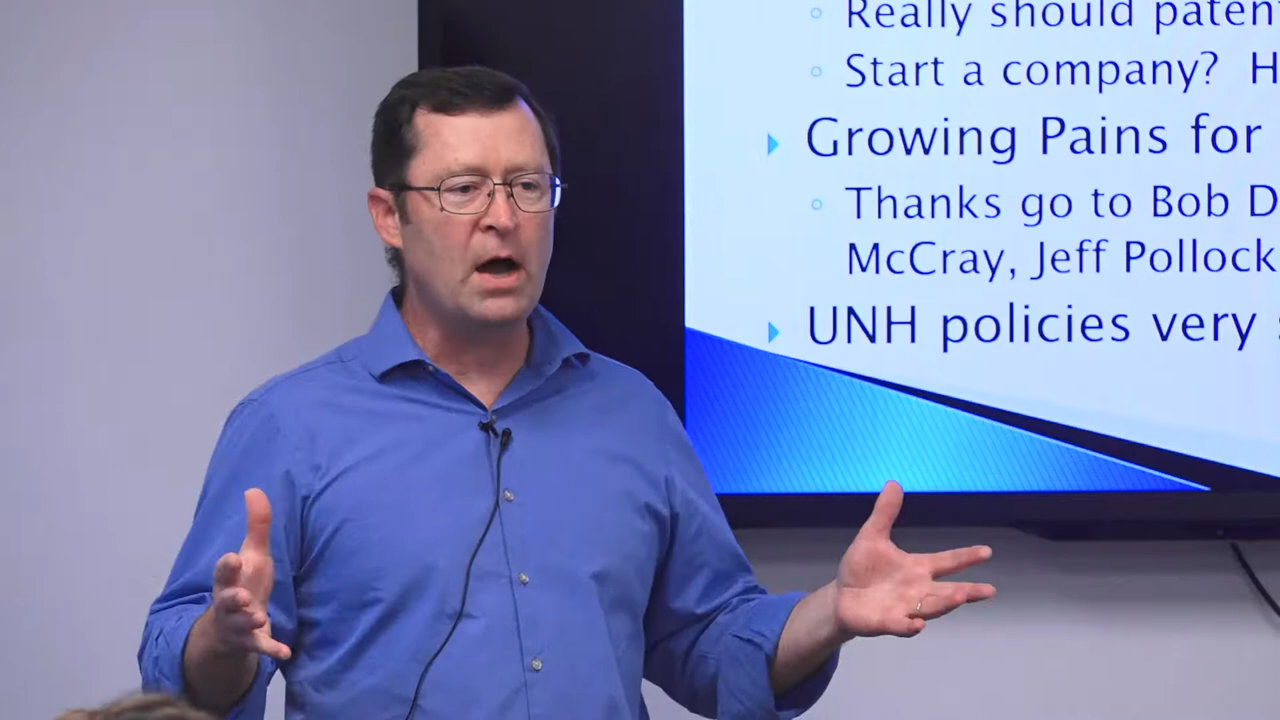 Really should paten
Start a company? H
Growing Pains for
Thanks go to Bob D
McCray, Jeff Pollock
UNH policies very